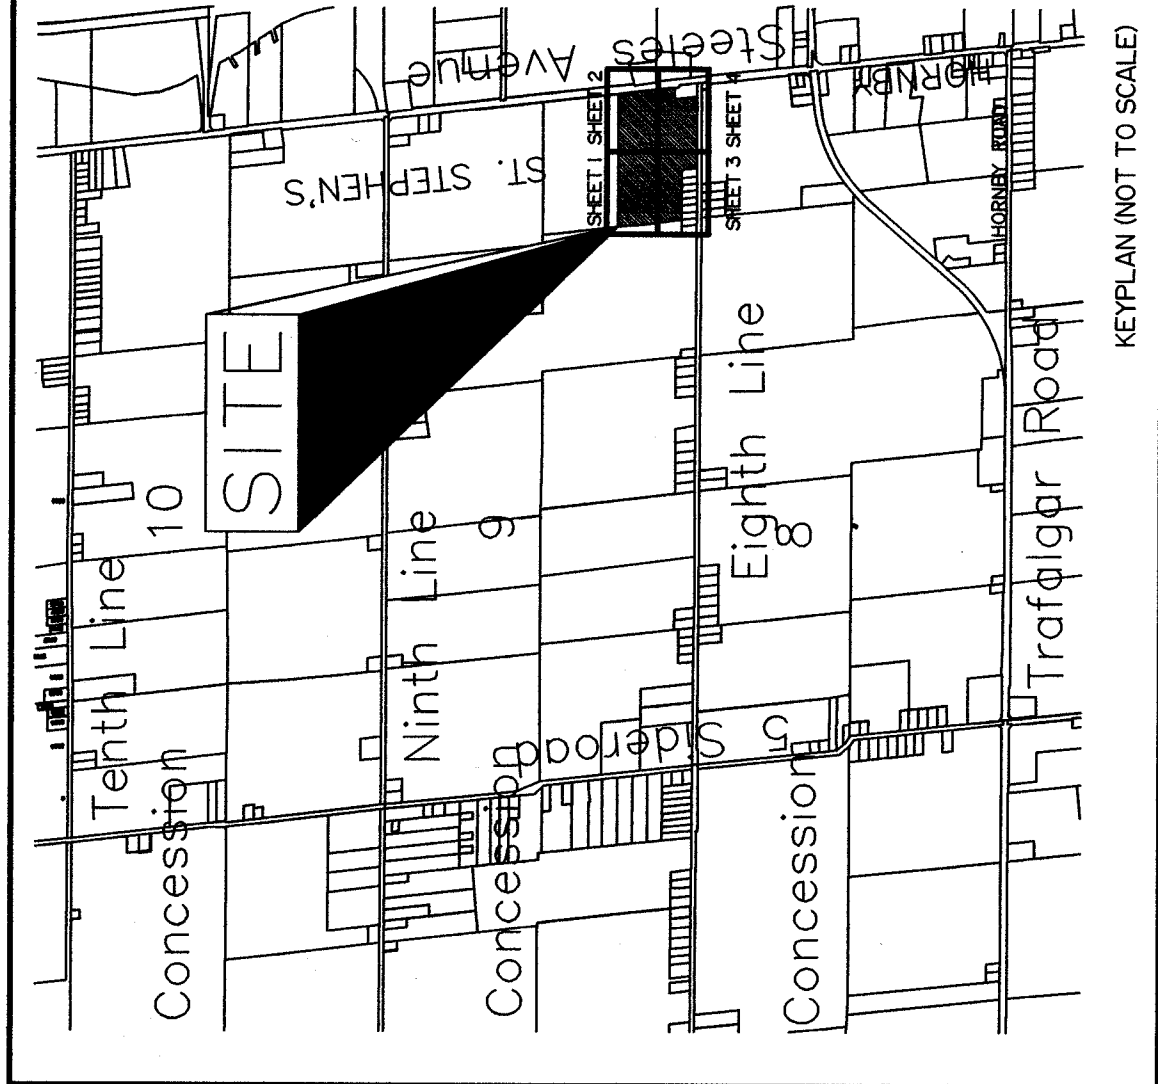 Steeles Avenue
HORNBY
SHEET 1 SHEET 2
SHEET 3 SHEET 4
ST. STEPHEN'S
HORNBY ROAD
SITE
Tenth Line
Concession 10
Ninth Line
Concession 9
Eighth Line
Concession 8
Trafalgar Road
5 Sideroad
KEYPLAN (NOT TO SCALE)